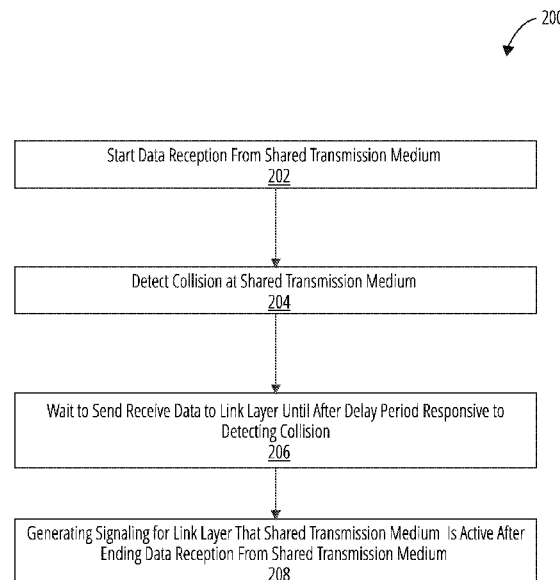 200
Start Data Reception From Shared Transmission Medium
202
Detect Collision at Shared Transmission Medium
204
Wait to Send Receive Data to Link Layer Until After Delay Period Responsive to
Detecting Collision
206
Generating Signaling for Link Layer That Shared Transmission Medium Is Active After
Ending Data Reception From Shared Transmission Medium
208